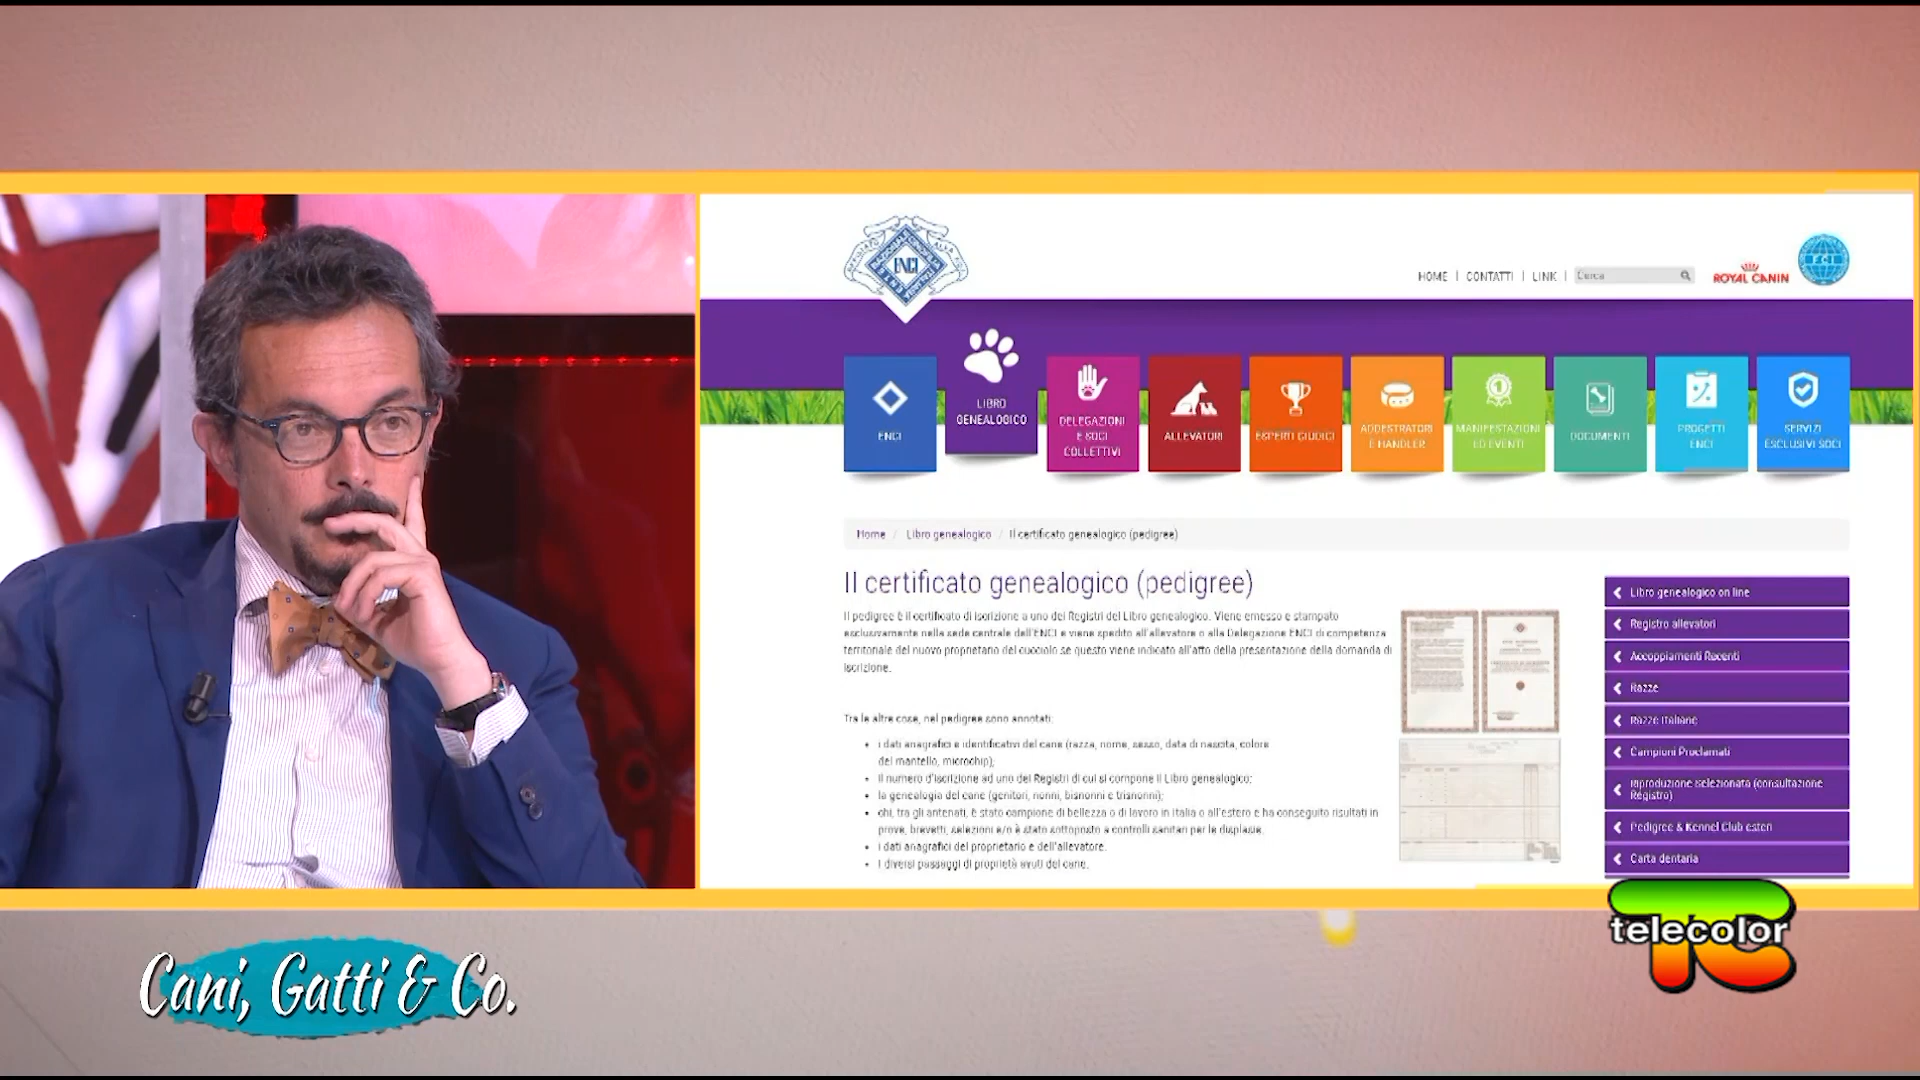 ENCI
HOME | CONTATTI | LINK |
Cerca
ROYAL CANIN
F.C.I.
ENCI
LIBRO
GENEALOGICO
DELEGAZIONI
E SOCI
COLLETTIVI
ALLEVATORI
ESPERTI GIUDICI
ADDESTRATORI
E HANDLER
MANIFESTAZIONI
ED EVENTI
DOCUMENTI
PROGETTI
ENCI
SERVIZI
ESCLUSIVI SOCI
Home / Libro genealogico / Il certificato genealogico (pedigree)
Il certificato genealogico (pedigree)
Il pedigree è il certificato di iscrizione a uno dei Registri del Libro genealogico. Viene emesso e stampato
esclusivamente nella sede centrale dell'ENCI e viene spedito all'allevatore o alla Delegazione ENCI di competenza
territoriale del nuovo proprietario del cucciolo se questo viene indicato all'atto della presentazione della domanda di
iscrizione.
Tra le altre cose, nel pedigree sono annotati:
i dati anagrafici e identificativi del cane (razza, nome, sesso, data di nascita, colore
del mantello, microchip);
il numero d'iscrizione ad uno dei Registri di cui si compone il Libro genealogico;
la genealogia del cane (genitori, nonni, bisnonni e trisnonni);
chi, tra gli antenati, è stato campione di bellezza o di lavoro in Italia o all'estero e ha conseguito risultati in
prove, brevetti, selezioni e/o è stato sottoposto a controlli sanitari per le displasie.
i dati anagrafici del proprietario e dell'allevatore.
i diversi passaggi di proprietà avuti del cane.
Libro genealogico on line
Registro allevatori
Accoppiamenti Recenti
Razze
Razze Italiane
Campioni Proclamati
Riproduzione selezionata (consultazione
Registro)
Pedigree & Kennel Club esteri
Carta dentaria
telecolor
Cani, Gatti & Co.